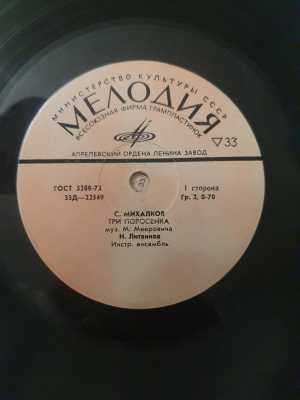 МИНИСТЕРСТВО КУЛЬТУРЫ СССР
МЕЛОДИЯ
ВСЕСОЮЗНАЯ ФИРМА ГРАМПЛАСТИНОК
АПРЕЛЕВСКИЙ ОРДЕНА ЛЕНИНА ЗАВОД
▽33
ГОСТ 5289-73
33Д—22549
1 сторона
Гр. 2, 0-70
С. МИХАЛКОВ
ТРИ ПОРОСЕНКА
муз. М. Мееровича
Н. Литвинов
Инстр. ансамбль